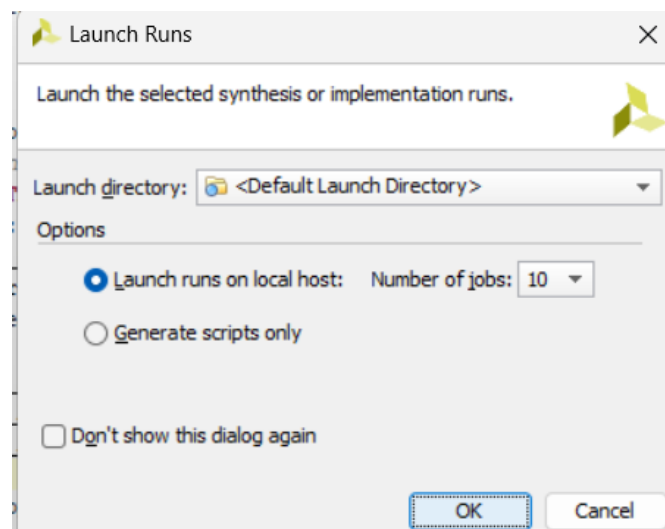 Launch Runs
Launch the selected synthesis or implementation runs.
Launch directory: <Default Launch Directory>
Options
Launch runs on local host: Number of jobs: 10
Generate scripts only
Don't show this dialog again
OK Cancel